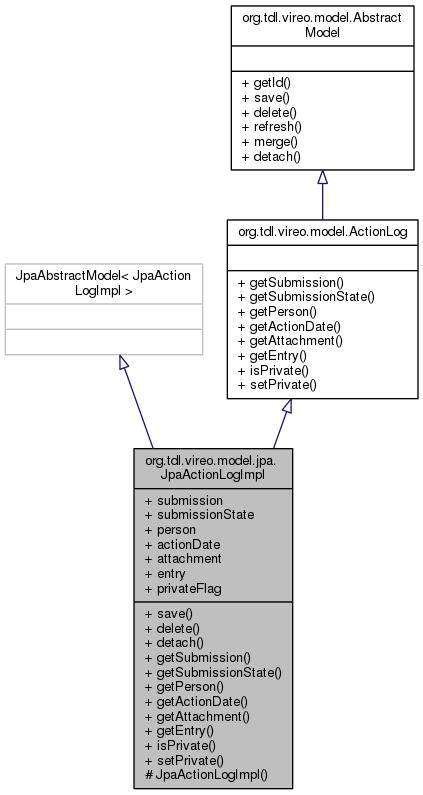 org.tdl.vireo.model.Abstract
Model
+ getId()
+ save()
+ delete()
+ refresh()
+ merge()
+ detach()
org.tdl.vireo.model.ActionLog
+ getSubmission()
+ getSubmissionState()
+ getPerson()
+ getActionDate()
+ getAttachment()
+ getEntry()
+ isPrivate()
+ setPrivate()
JpaAbstractModel< JpaAction
LogImpl >
org.tdl.vireo.model.jpa.
JpaActionLogImpl
+ submission
+ submissionState
+ person
+ actionDate
+ attachment
+ entry
+ privateFlag
+ save()
+ delete()
+ detach()
+ getSubmission()
+ getSubmissionState()
+ getPerson()
+ getActionDate()
+ getAttachment()
+ getEntry()
+ isPrivate()
+ setPrivate()
# JpaActionLogImpl()